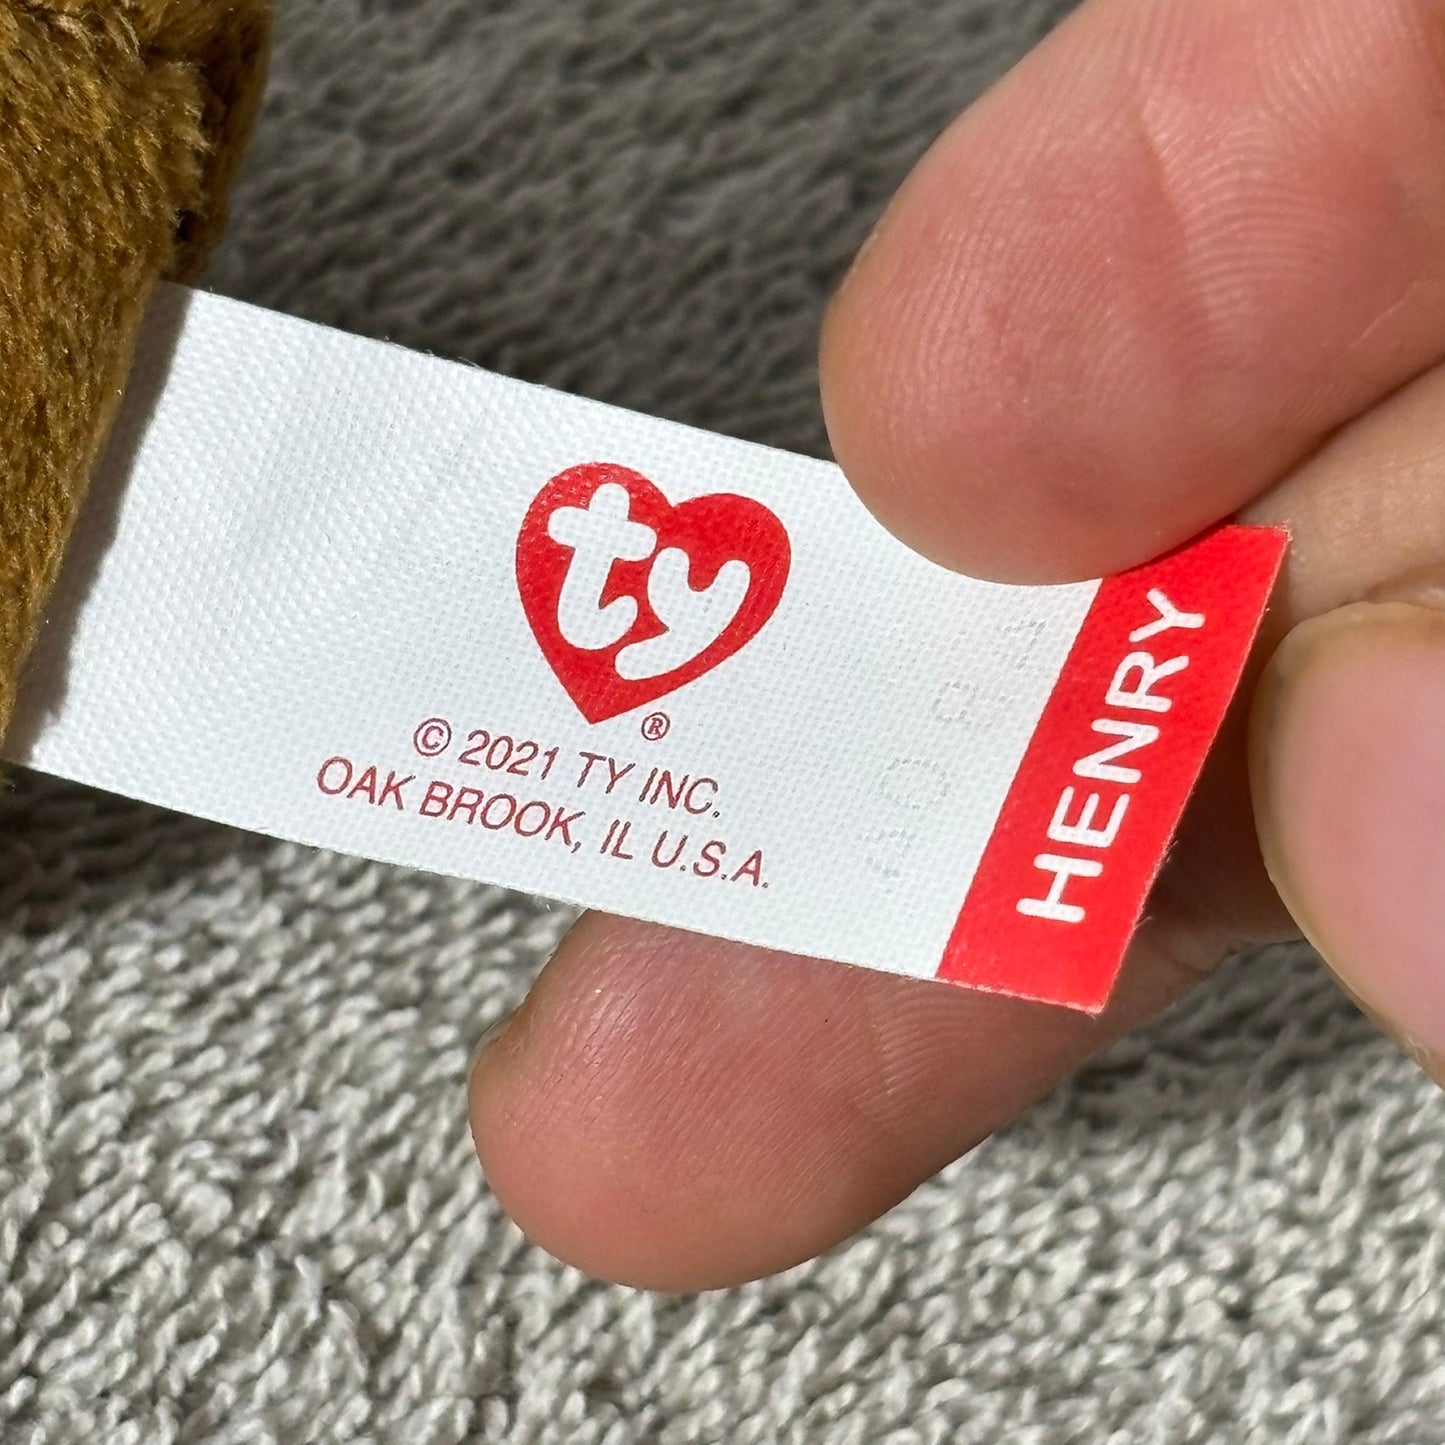 ty
®
© 2021 TY INC.
OAK BROOK, IL U.S.A.
HENRY